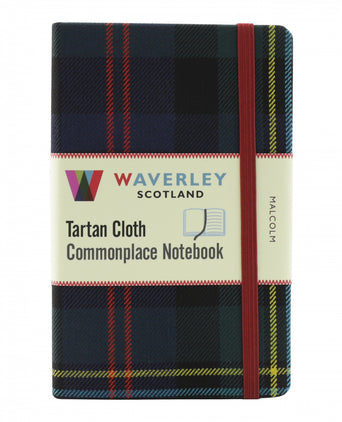 WAVERLEY
SCOTLAND
Tartan Cloth
Commonplace Notebook
MALCOLM